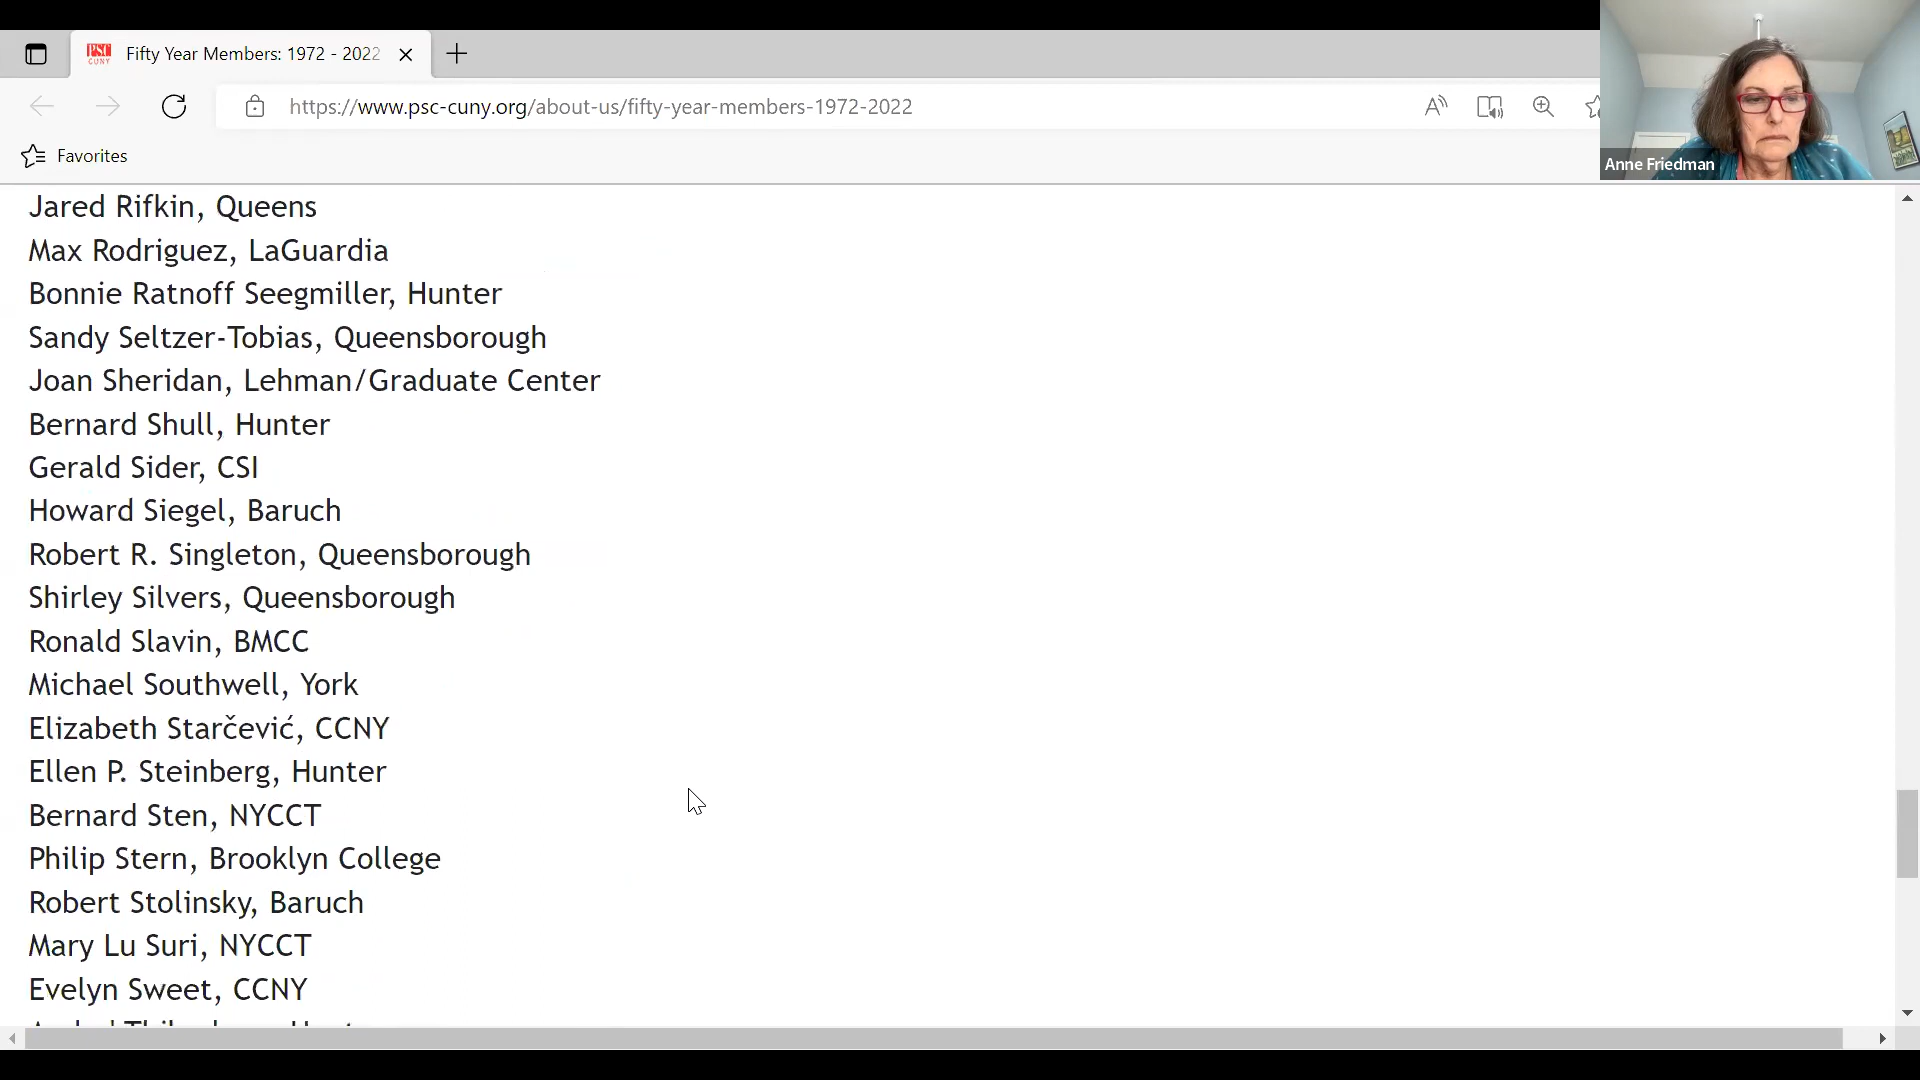 PSC
CUNY
Fifty Year Members: 1972 - 2022
https://www.psc-cuny.org/about-us/fifty-year-members-1972-2022
Favorites
Anne Friedman
Jared Rifkin, Queens
Max Rodriguez, LaGuardia
Bonnie Ratnoff Seegmiller, Hunter
Sandy Seltzer-Tobias, Queensborough
Joan Sheridan, Lehman/Graduate Center
Bernard Shull, Hunter
Gerald Sider, CSI
Howard Siegel, Baruch
Robert R. Singleton, Queensborough
Shirley Silvers, Queensborough
Ronald Slavin, BMCC
Michael Southwell, York
Elizabeth Starčević, CCNY
Ellen P. Steinberg, Hunter
Bernard Sten, NYCCT
Philip Stern, Brooklyn College
Robert Stolinsky, Baruch
Mary Lu Suri, NYCCT
Evelyn Sweet, CCNY